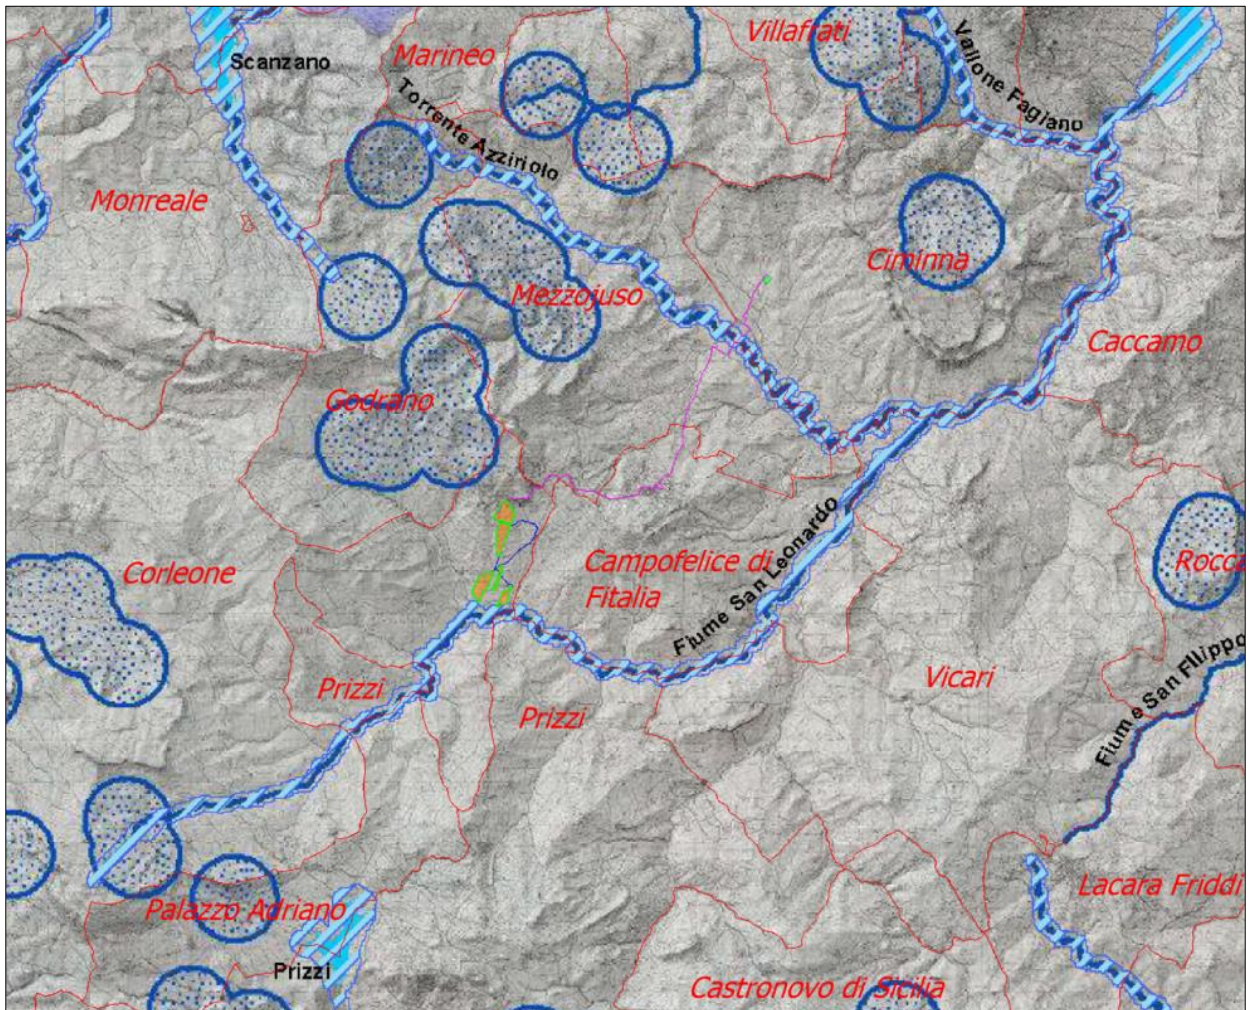 Villafrati
Marineo
Scanzano
Vallone Fagiano
Torrente Azziriolo
Monreale
Ciminna
Mezzojuso
Caccamo
Godrano
Corleone
Campofelice di
Fitalia
Rocca
Fiume San Leonardo
Fiume San Filippo
Vicari
Prizzi
Prizzi
Lacara Friddi
Palazzo Adriano
Prizzi
Castronovo di Sicilia